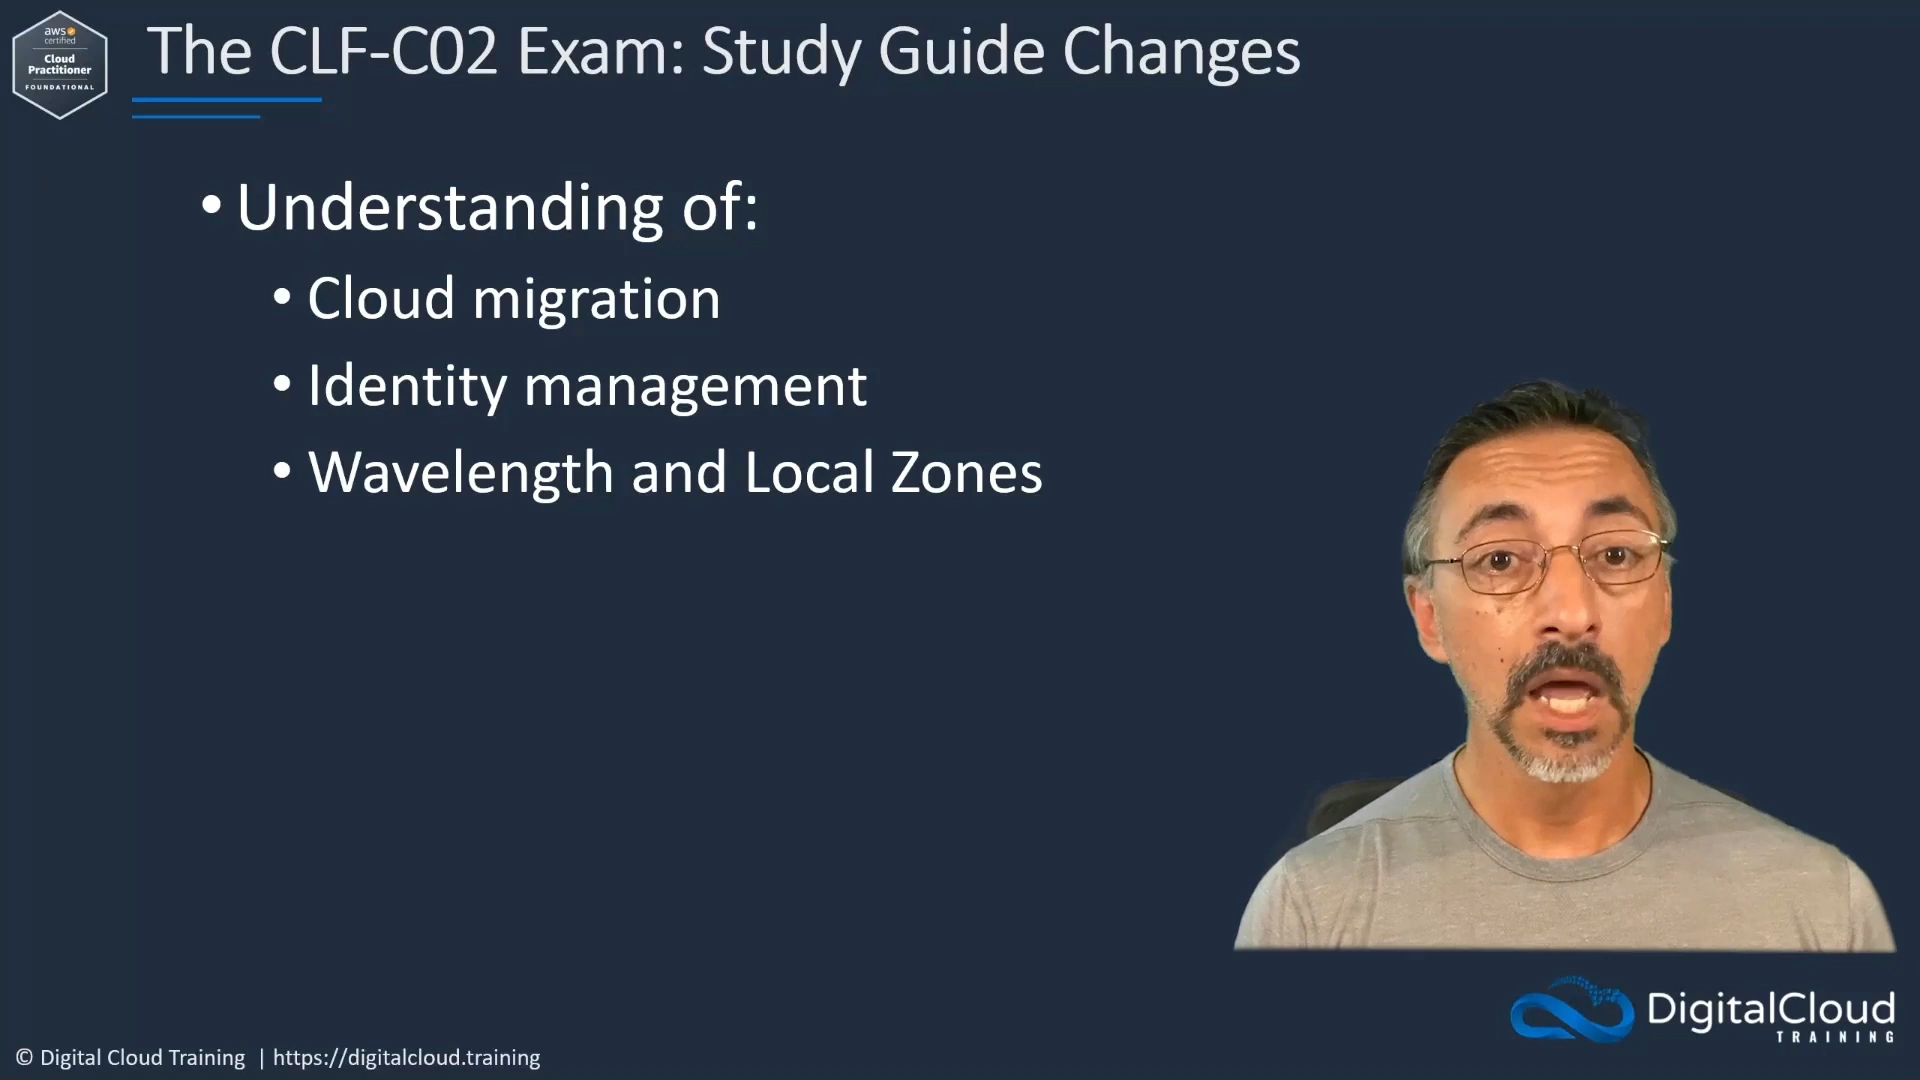 aws
certified
Cloud
Practitioner
FOUNDATIONAL
The CLF-C02 Exam: Study Guide Changes
• Understanding of:
• Cloud migration
• Identity management
• Wavelength and Local Zones
DigitalCloud
TRAINING
© Digital Cloud Training | https://digitalcloud.training